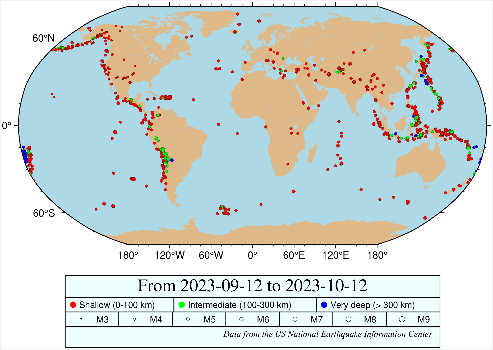 60°N
0°
60°S
180°W 120°W 60°W 0° 60°E 120°E 180°
From 2023-09-12 to 2023-10-12
Shallow (0-100 km) Intermediate (100-300 km) Very deep (> 300 km)
M3 M4 M5 M6 M7 M8 M9
Data from the US National Earthquake Information Center